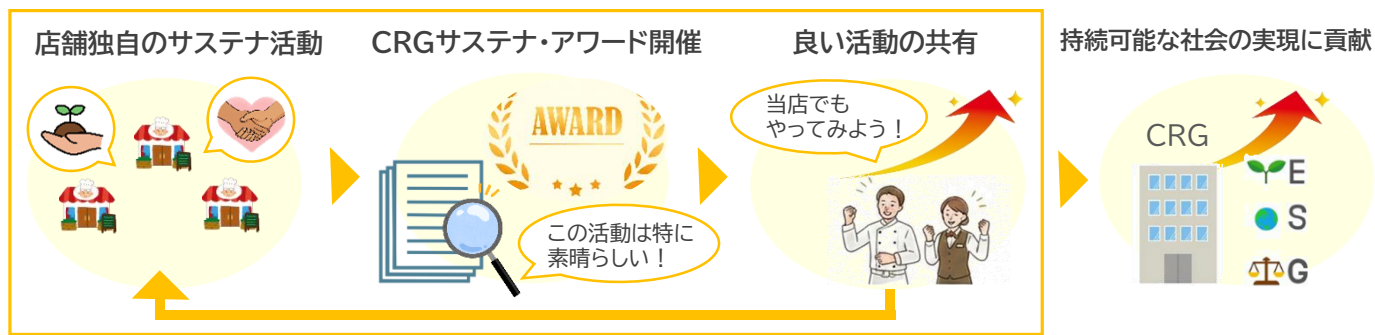 店舗独自のサステナ活動
CRGサステナ・アワード開催
AWARD
この活動は特に
素晴らしい！
良い活動の共有
当店でも
やってみよう！
持続可能な社会の実現に貢献
CRG
E
S
G